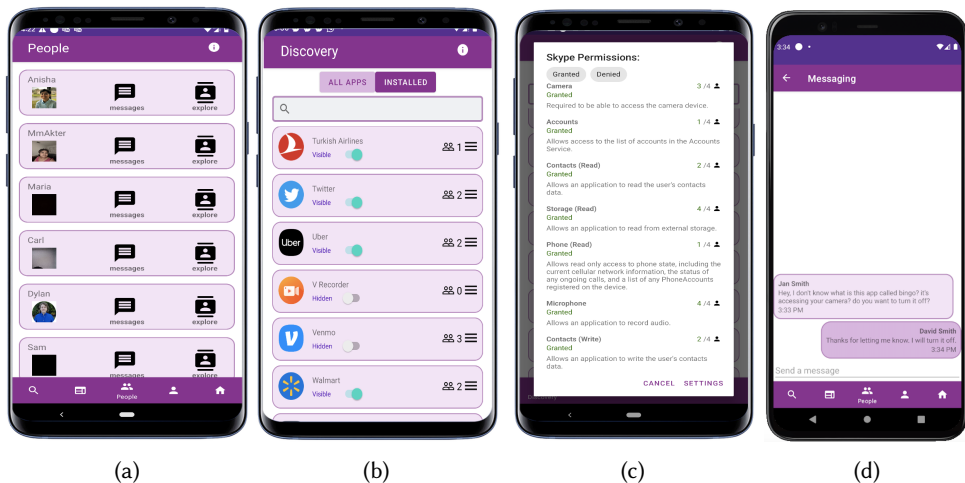 People
Anisha
messages
explore
MmAkter
messages
explore
Maria
messages
explore
Carl
messages
explore
Dylan
messages
explore
Sam
messages
explore
People
(a)
Discovery
ALL APPS
INSTALLED
Turkish Airlines
Visible
1
Twitter
Visible
2
Uber
Uber
Visible
2
V Recorder
Hidden
0
Venmo
Hidden
3
Walmart
Visible
2
(b)
Skype Permissions:
Granted
Denied
Camera
3 /4
Granted
Required to be able to access the camera device.
Accounts
1 /4
Granted
Allows access to the list of accounts in the Accounts
Service.
Contacts (Read)
2 /4
Granted
Allows an application to read the user's contacts
data.
Storage (Read)
4 /4
Granted
Allows an application to read from external storage.
Phone (Read)
1 /4
Granted
Allows read only access to phone state, including the
current cellular network information, the status of
any ongoing calls, and a list of any PhoneAccounts
registered on the device.
Microphone
4 /4
Granted
Allows an application to record audio.
Contacts (Write)
2 /4
Granted
Allows an application to write the user's contacts
data.
CANCEL
SETTINGS
Discovery
(c)
3:34
Messaging
Jan Smith
Hey, I don't know what is this app called bingo? it's
accessing your camera? do you want to turn it off?
3:33 PM
David Smith
Thanks for letting me know. I will turn it off.
3:34 PM
Send a message
People
(d)